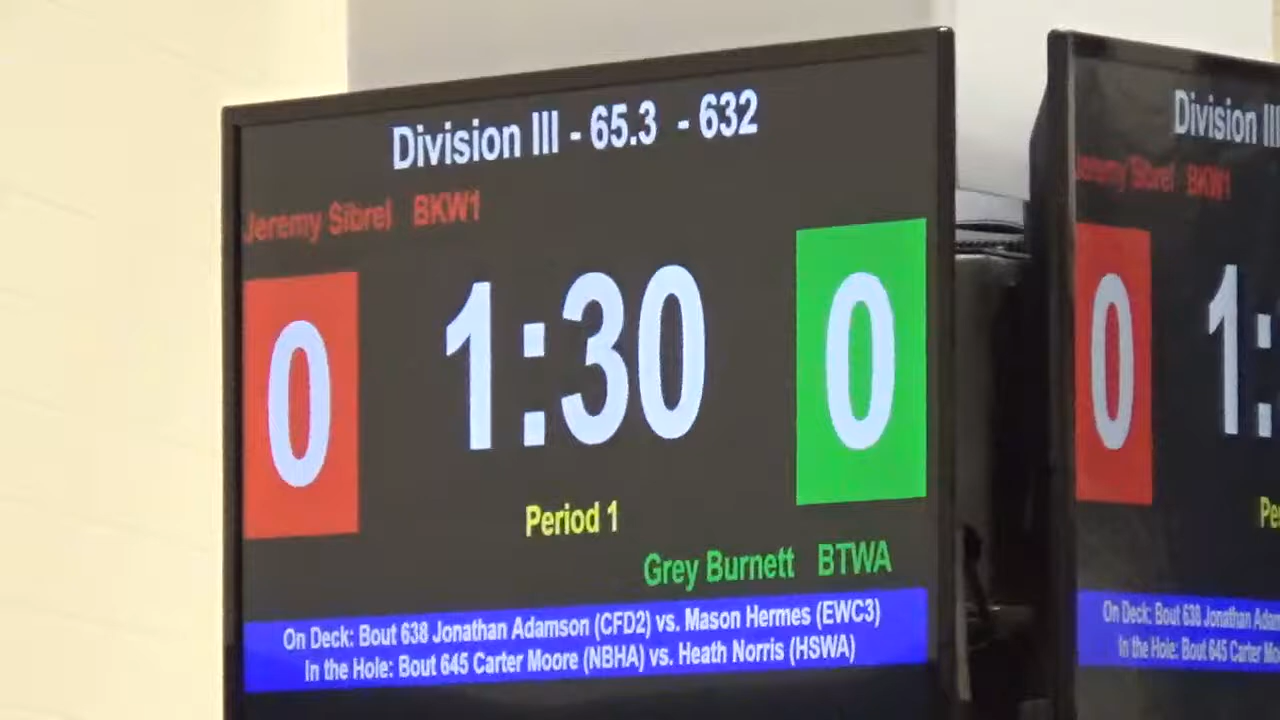 Division III - 65.3 - 632
Jeremy Sibrel BKW1
0
1:30
0
Period 1
Grey Burnett BTWA
On Deck: Bout 638 Jonathan Adamson (CFD2) vs. Mason Hermes (EWC3)
In the Hole: Bout 645 Carter Moore (NBHA) vs. Heath Norris (HSWA)
Division III
Jeremy Sibrel BKW1
0
1:
Pe
On Deck: Bout 638 Jonathan Ada
In the Hole: Bout 645 Carter Mo